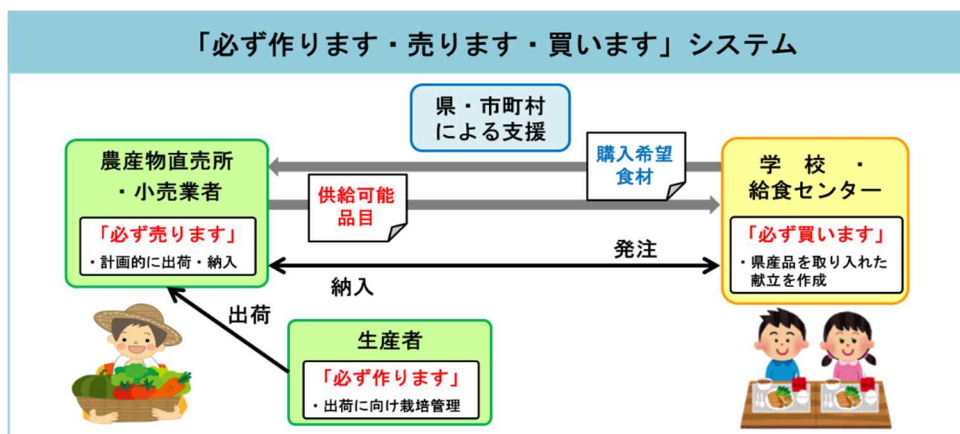 「必ず作ります・売ります・買います」システム
県・市町村
による支援
農産物直売所
・小売業者
「必ず売ります」
・計画的に出荷・納入
供給可能
品目
購入希望
食材
学　校　・
給食センター
「必ず買います」
・県産品を取り入れた
献立を作成
発注
納入
出荷
生産者
「必ず作ります」
・出荷に向け栽培管理